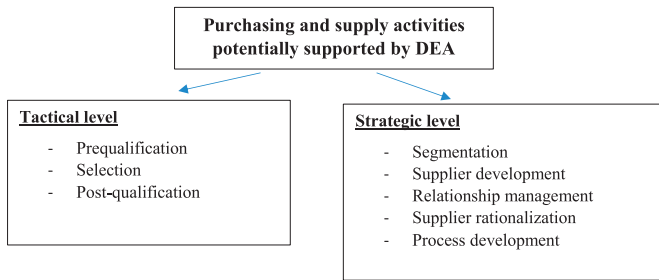 Purchasing and supply activities
potentially supported by DEA
Tactical level
- Prequalification
- Selection
- Post-qualification
Strategic level
- Segmentation
- Supplier development
- Relationship management
- Supplier rationalization
- Process development